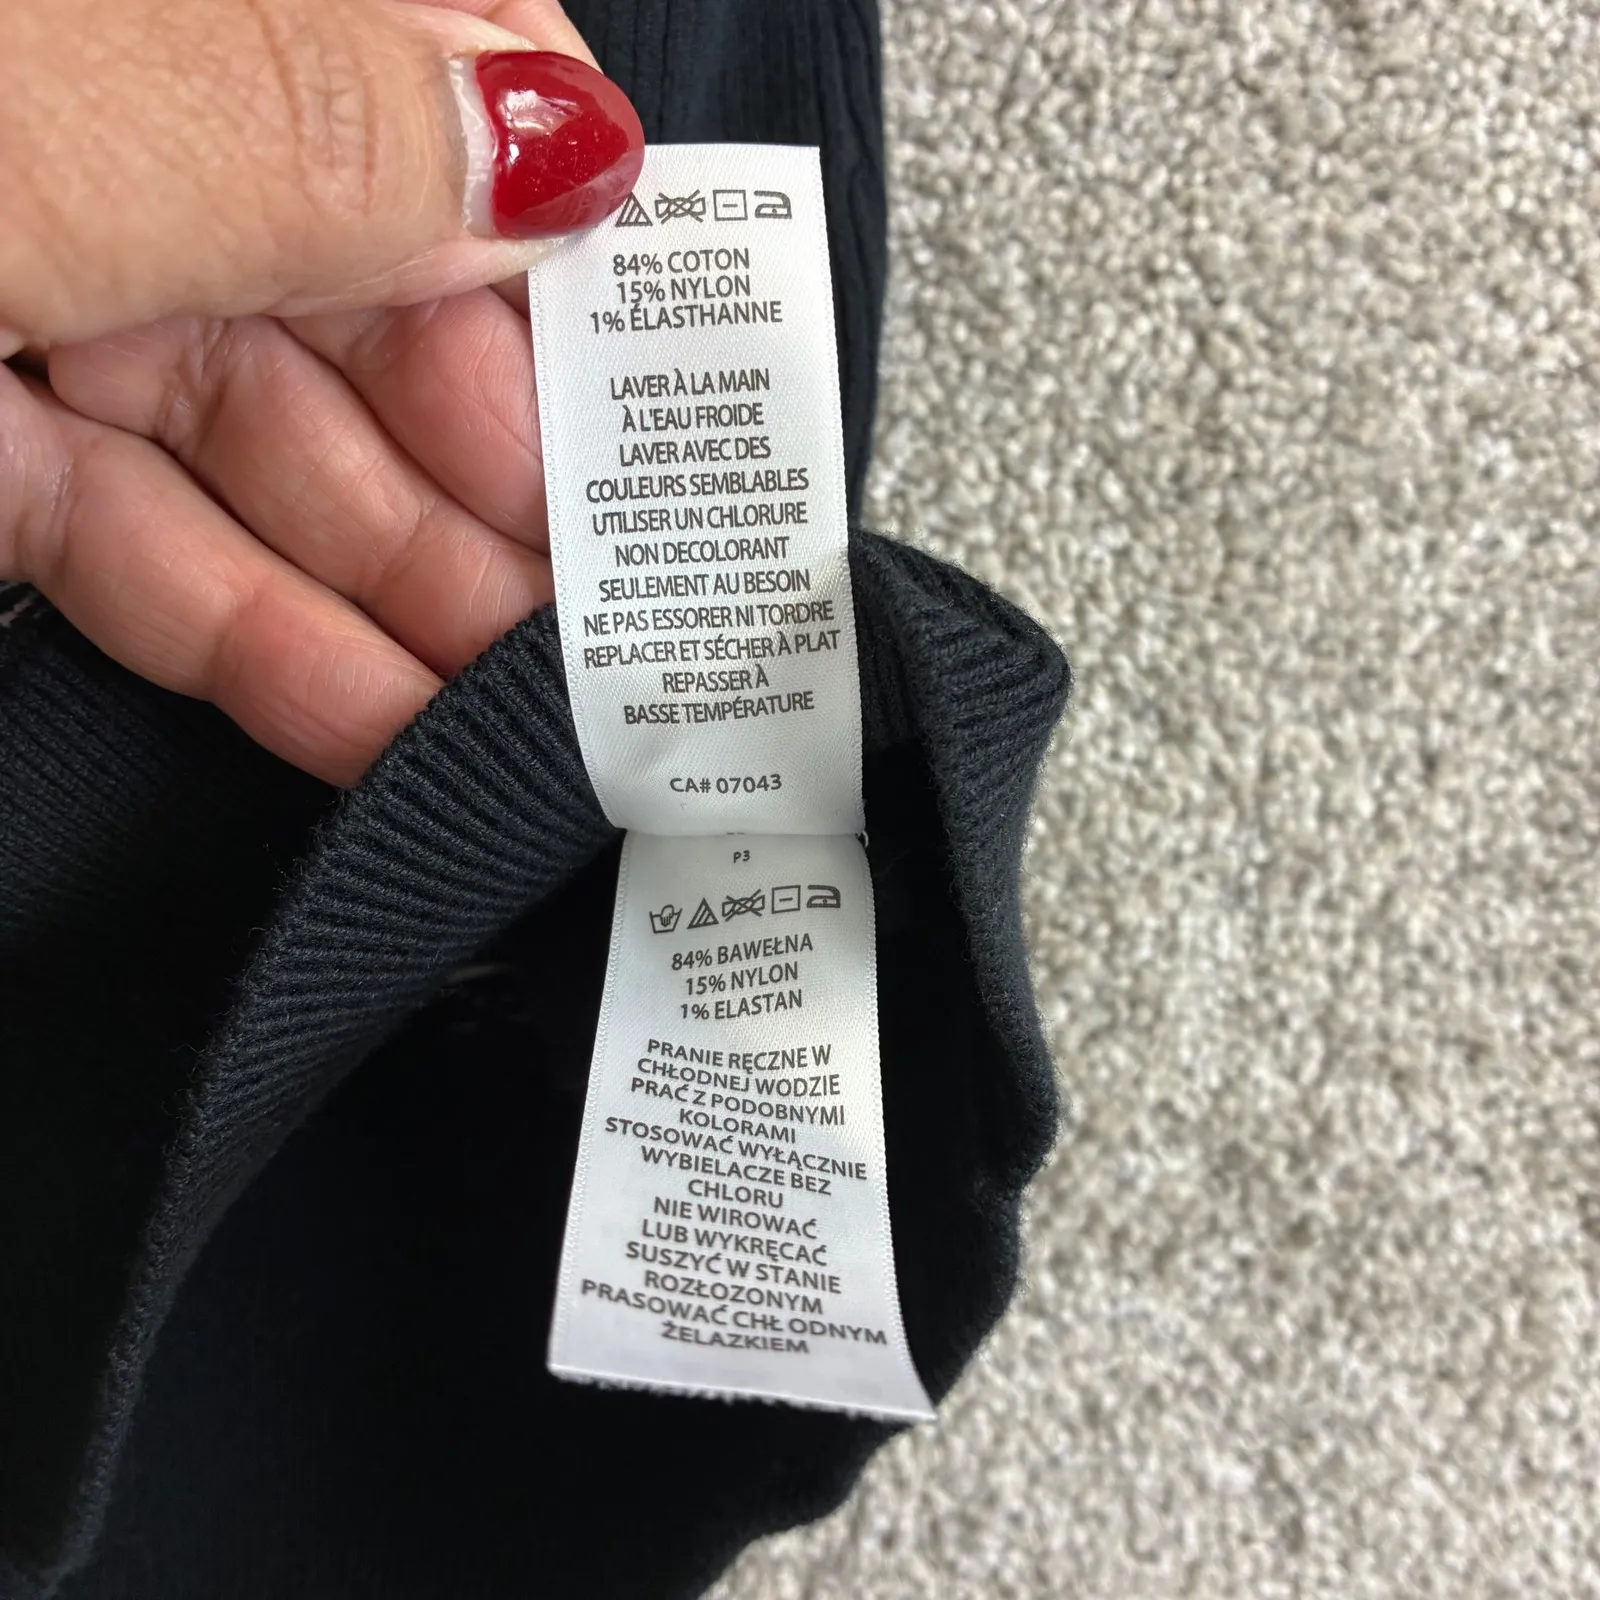 84% COTON
15% NYLON
1% ÉLASTHANNE
LAVER À LA MAIN
À L'EAU FROIDE
LAVER AVEC DES
COULEURS SEMBLABLES
UTILISER UN CHLORURE
NON DECOLORANT
SEULEMENT AU BESOIN
NE PAS ESSORER NI TORDRE
REPLACER ET SÉCHER À PLAT
REPASSER À
BASSE TEMPÉRATURE
CA# 07043
P3
84% BAWEŁNA
15% NYLON
1% ELASTAN
PRANIE RĘCZNE W
CHŁODNEJ WODZIE
PRAĆ Z PODOBNYMI
KOLORAMI
STOSOWAĆ WYŁĄCZNIE
WYBIELACZE BEZ
CHLORU
NIE WIROWAĆ
LUB WYKRĘCAĆ
SUSZYĆ W STANIE
ROZŁOZONYM
PRASOWAĆ CHŁ ODNYM
ŻELAZKIEM